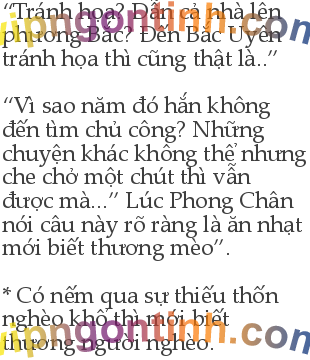 “Tránh họa? Dẫn cả nhà lên
phương Bắc? Đến Bắc Uyên
tránh họa thì cũng thật là..”
“Vì sao năm đó hắn không
đến tìm chủ công? Những
chuyện khác không thể nhưng
che chở một chút thì vẫn
được mà...” Lúc Phong Chân
nói câu này rõ ràng là ăn nhạt
mới biết thương mèo”.
* Có nếm qua sự thiếu thốn
nghèo khổ thì mới biết
thương người nghèo.
vipngontinh.com
vipngontinh.com